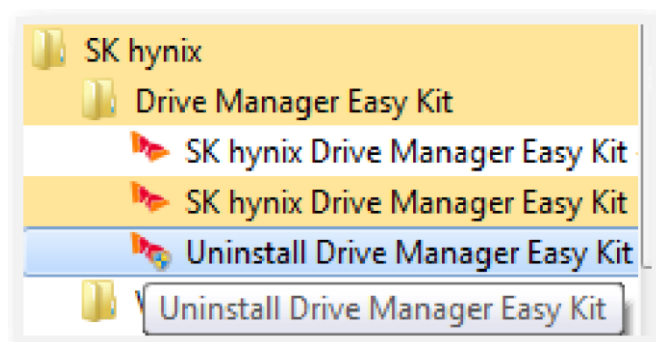 SK hynix
Drive Manager Easy Kit
SK hynix Drive Manager Easy Kit
SK hynix Drive Manager Easy Kit
Uninstall Drive Manager Easy Kit
Uninstall Drive Manager Easy Kit